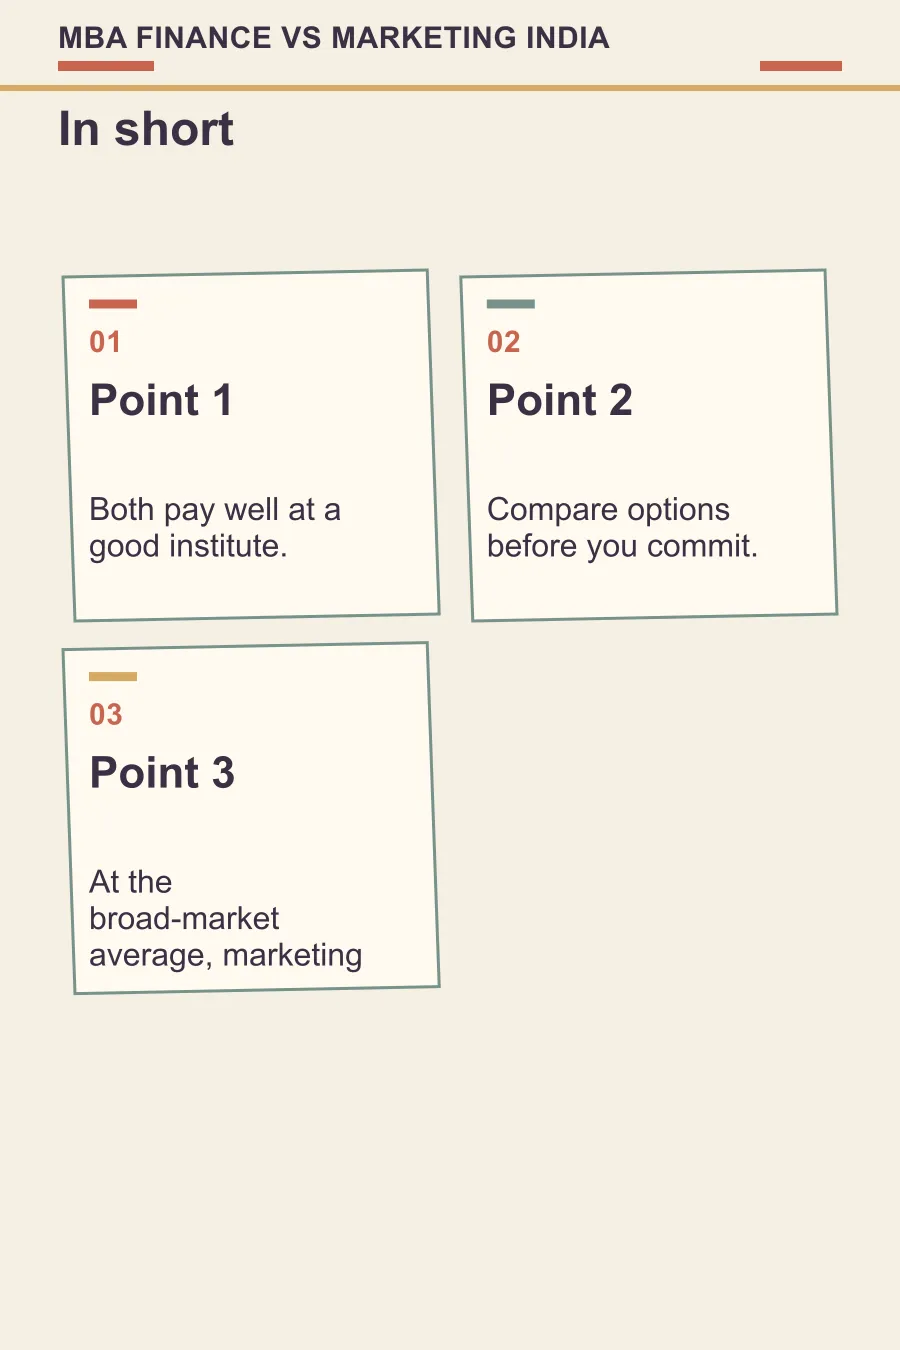 MBA FINANCE VS MARKETING INDIA
In short
01
Point 1
Both pay well at a
good institute.
02
Point 2
Compare options
before you commit.
03
Point 3
At the
broad-market
average, marketing